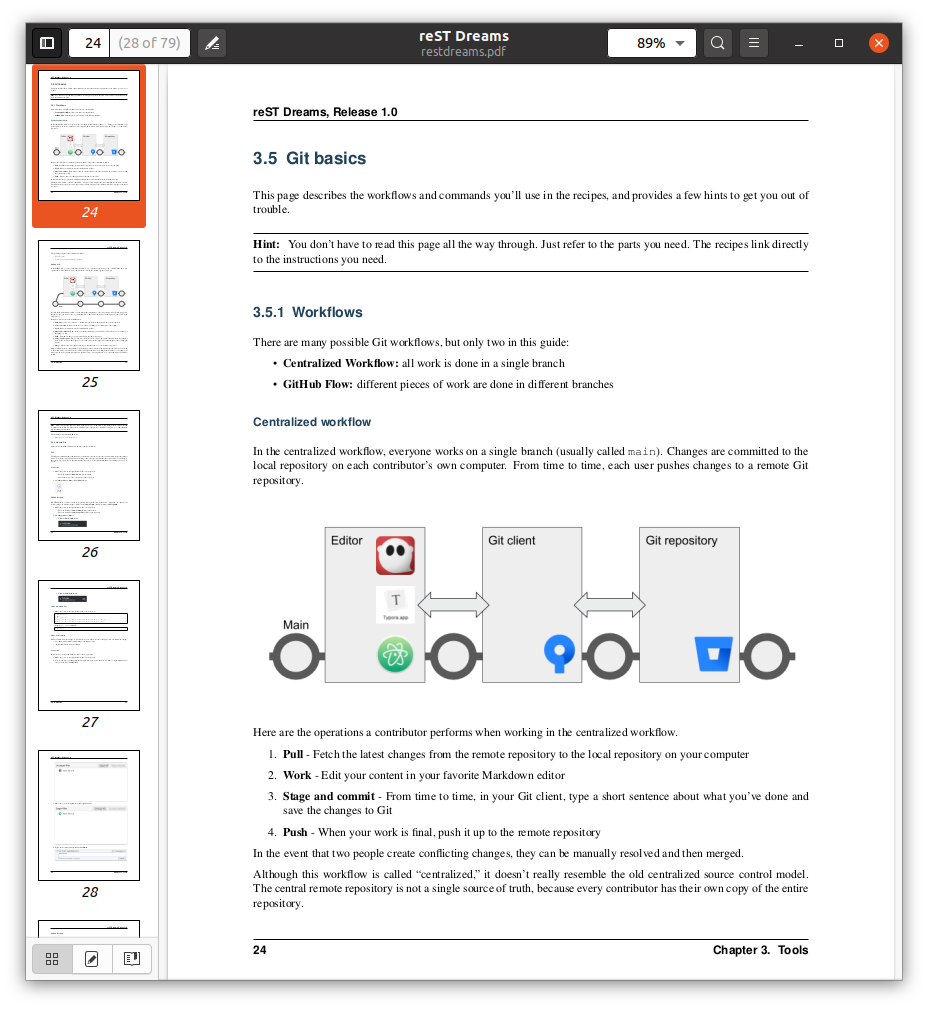 24
(28 of 79)
reST Dreams
restdreams.pdf
89%
24
25
26
27
28
reST Dreams, Release 1.0
3.5 Git basics
This page describes the workflows and commands you’ll use in the recipes, and provides a few hints to get you out of
trouble.
Hint: You don’t have to read this page all the way through. Just refer to the parts you need. The recipes link directly
to the instructions you need.
3.5.1 Workflows
There are many possible Git workflows, but only two in this guide:
• Centralized Workflow: all work is done in a single branch
• GitHub Flow: different pieces of work are done in different branches
Centralized workflow
In the centralized workflow, everyone works on a single branch (usually called main). Changes are committed to the
local repository on each contributor’s own computer. From time to time, each user pushes changes to a remote Git
repository.
Editor
Git client
Git repository
T
Typora.app
Main
Here are the operations a contributor performs when working in the centralized workflow.
1. Pull - Fetch the latest changes from the remote repository to the local repository on your computer
2. Work - Edit your content in your favorite Markdown editor
3. Stage and commit - From time to time, in your Git client, type a short sentence about what you’ve done and
save the changes to Git
4. Push - When your work is final, push it up to the remote repository
In the event that two people create conflicting changes, they can be manually resolved and then merged.
Although this workflow is called “centralized,” it doesn’t really resemble the old centralized source control model.
The central remote repository is not a single source of truth, because every contributor has their own copy of the entire
repository.
24
Chapter 3. Tools